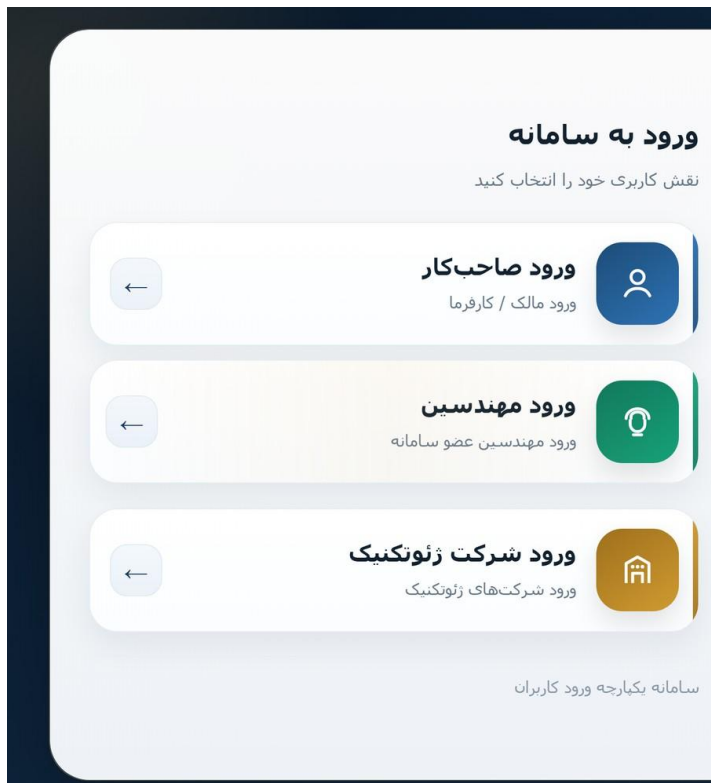 ورود به سامانه
نقش کاربری خود را انتخاب کنید
ورود صاحب‌کار
ورود مالک / کارفرما
←
ورود مهندسین
ورود مهندسین عضو سامانه
←
ورود شرکت ژئوتکنیک
ورود شرکت‌های ژئوتکنیک
←
سامانه یکپارچه ورود کاربران